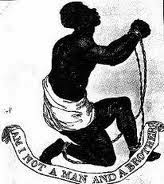 AM I NOT A MAN AND A BROTHER?